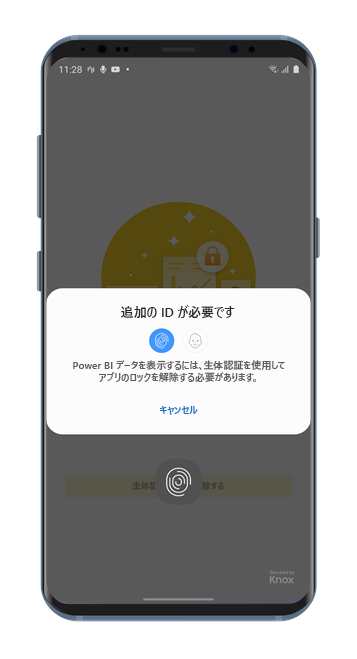 11:28
追加の ID が必要です
Power BI データを表示するには、生体認証を使用して
アプリのロックを解除する必要があります。
キャンセル
生体
除する
Secured by
Knox